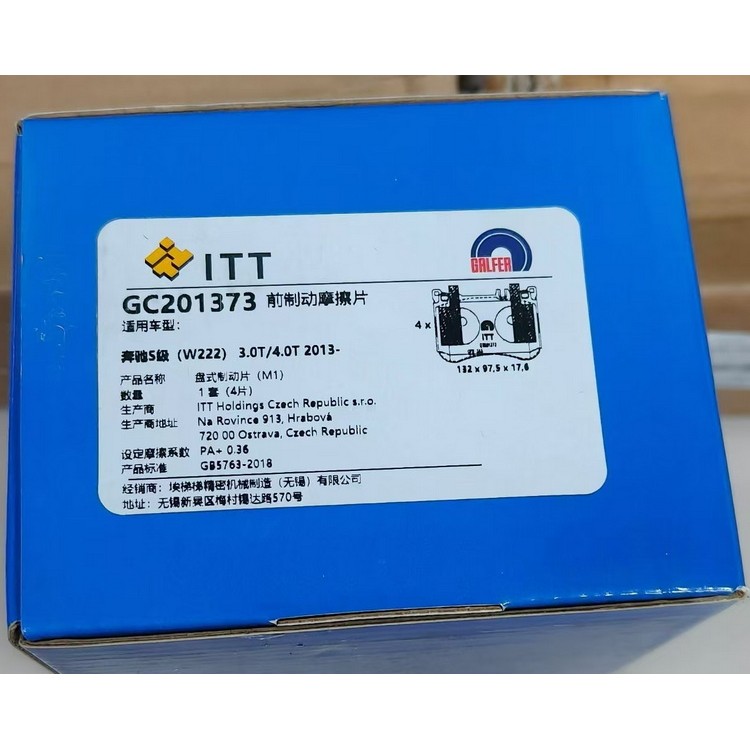 ITT
GALFER
GC201373 前制动摩擦片
适用车型:
奔驰S级（W222） 3.0T/4.0T 2013-
4 x
ITT
132 x 97,5 x 17,6
产品名称 盘式制动片（M1）
数量 1 套（4片）
生产商 ITT Holdings Czech Republic s.r.o.
生产商地址 Na Rovince 913, Hrabová
720 00 Ostrava, Czech Republic
设定摩擦系数 PA+ 0.36
产品标准 GB5763-2018
经销商：埃梯梯精密机械制造（无锡）有限公司
地址：无锡新吴区梅村锡达路570号